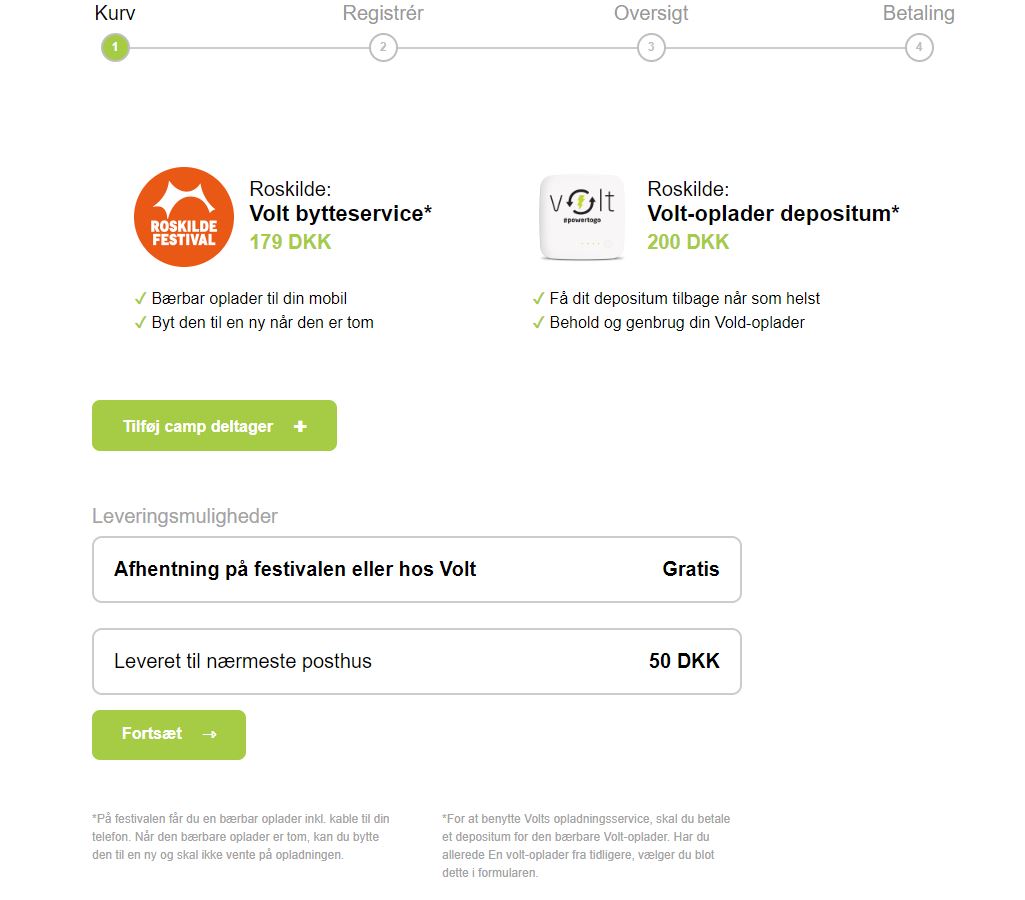 Kurv
Registrér
Oversigt
Betaling
1
2
3
4
ROSKILDE
FESTIVAL
Roskilde:
Volt bytteservice*
179 DKK
volt
#powertogo
Roskilde:
Volt-oplader depositum*
200 DKK
✓ Bærbar oplader til din mobil
✓ Byt den til en ny når den er tom
✓ Få dit depositum tilbage når som helst
✓ Behold og genbrug din Vold-oplader
Tilføj camp deltager +
Leveringsmuligheder
Afhentning på festivalen eller hos Volt Gratis
Leveret til nærmeste posthus 50 DKK
Fortsæt →
*På festivalen får du en bærbar oplader inkl. kable til din
telefon. Når den bærbare oplader er tom, kan du bytte
den til en ny og skal ikke vente på opladningen.
*For at benytte Volts opladningsservice, skal du betale
et depositum for den bærbare Volt-oplader. Har du
allerede En volt-oplader fra tidligere, vælger du blot
dette i formularen.